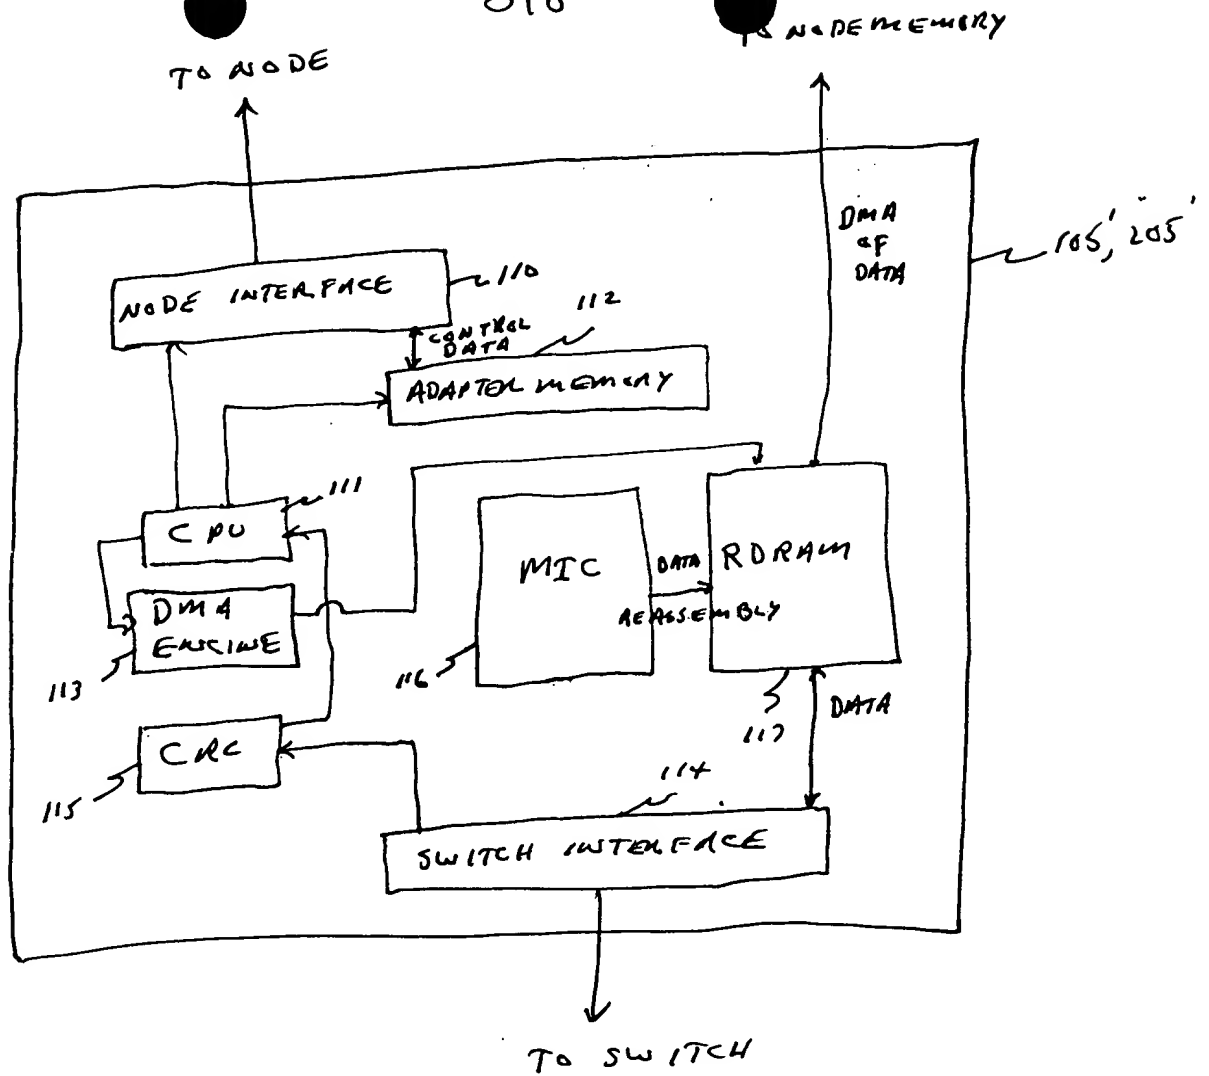 TO NODE
TO NODE MEMORY
DMA
OF
DATA
105', 205'
NODE INTERFACE
110
CONTROL
DATA
112
ADAPTER MEMORY
111
CPU
DMA
ENGINE
113
MIC
116
DATA
REASSEMBLY
RDRAM
117
DATA
CRC
115
114
SWITCH INTERFACE
TO SWITCH